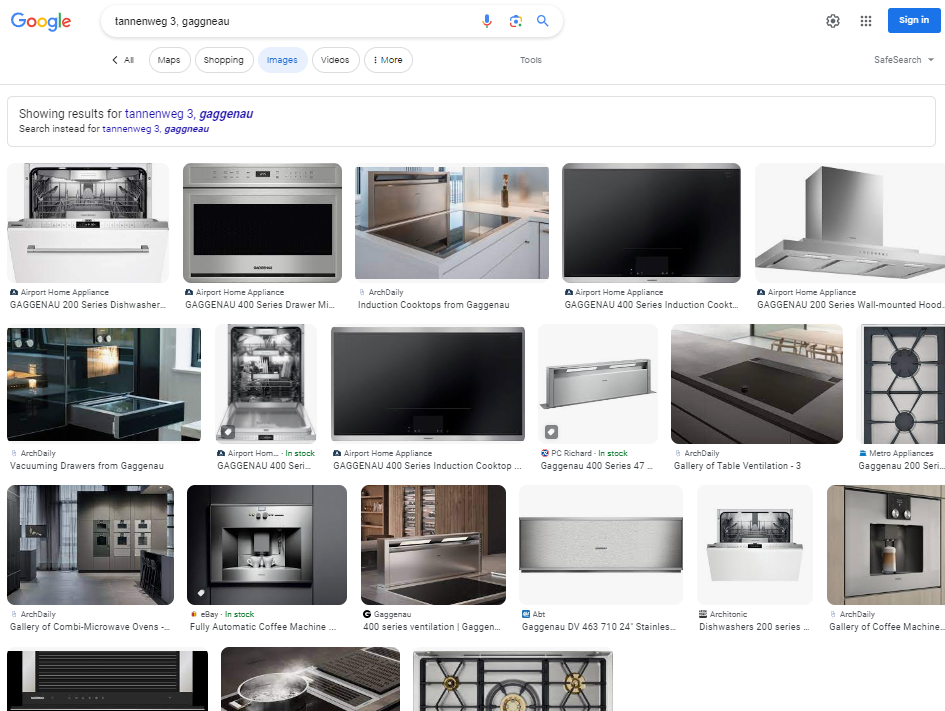 Google
tannenweg 3, gaggneau
Sign in
All
Maps
Shopping
Images
Videos
More
Tools
SafeSearch
Showing results for tannenweg 3, gaggenau
Search instead for tannenweg 3, gaggneau
Airport Home Appliance
GAGGENAU 200 Series Dishwasher...
GAGGENAU
Airport Home Appliance
GAGGENAU 400 Series Drawer Mi...
ArchDaily
Induction Cooktops from Gaggenau
Airport Home Appliance
GAGGENAU 400 Series Induction Cookt...
Airport Home Appliance
GAGGENAU 200 Series Wall-mounted Hood...
ArchDaily
Vacuuming Drawers from Gaggenau
Airport Hom... · In stock
GAGGENAU 400 Seri...
Airport Home Appliance
GAGGENAU 400 Series Induction Cooktop ...
PC Richard · In stock
Gaggenau 400 Series 47 ...
ArchDaily
Gallery of Table Ventilation - 3
Metro Appliances
Gaggenau 200 Seri...
ArchDaily
Gallery of Combi-Microwave Ovens -...
eBay · In stock
Fully Automatic Coffee Machine ...
Gaggenau
400 series ventilation | Gaggen...
Abt
Gaggenau DV 463 710 24" Stainles...
Architonic
Dishwashers 200 series ...
ArchDaily
Gallery of Coffee Machine...